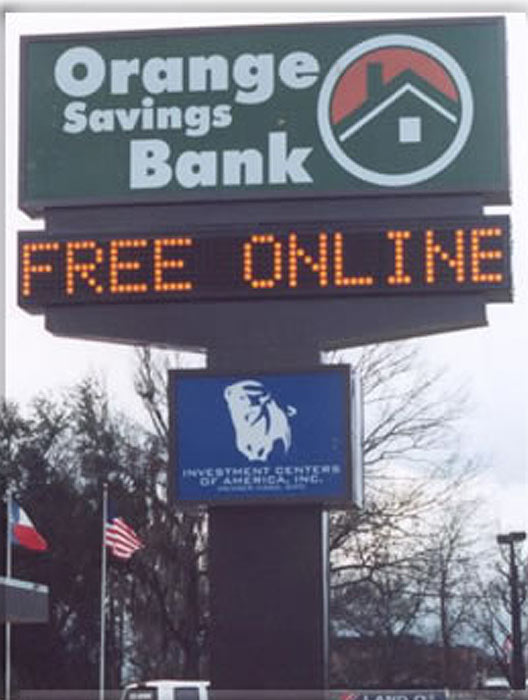 Orange
Savings
Bank
FREE ONLINE
INVESTMENT CENTERS
OF AMERICA, INC.